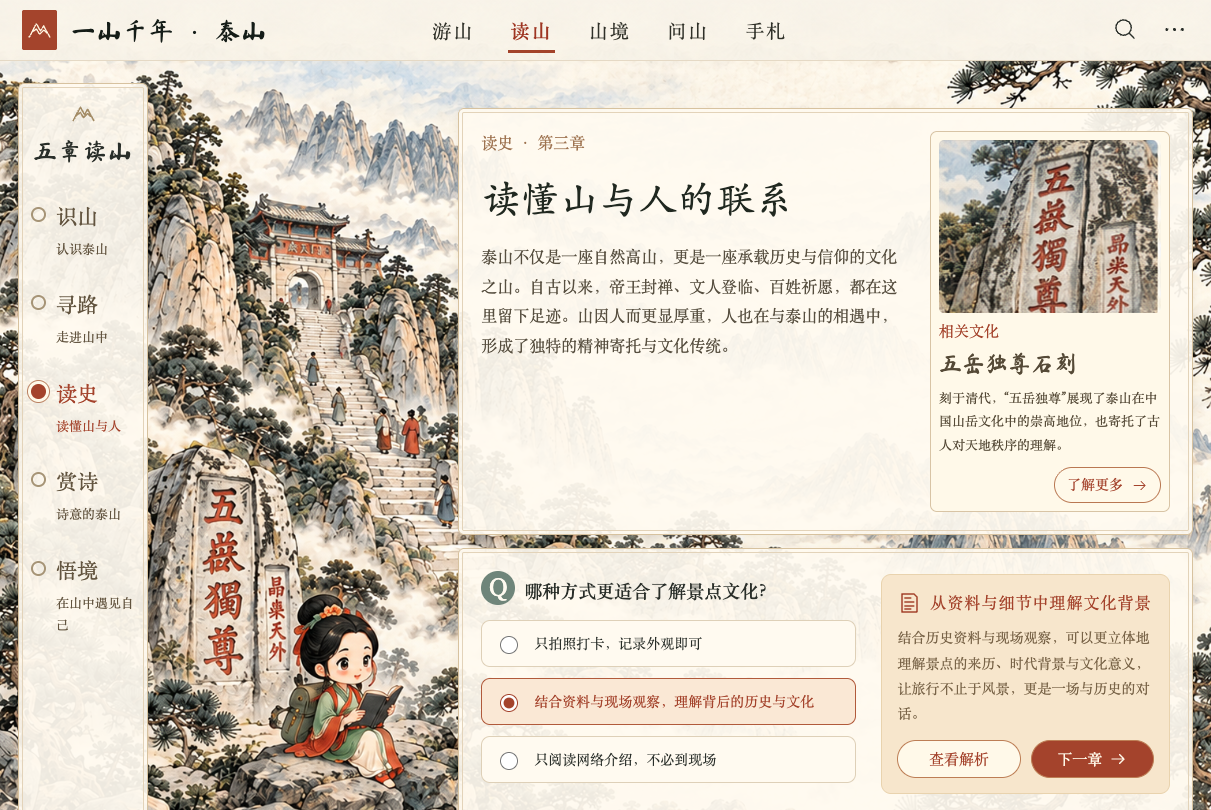 一山千年 · 泰山
游山
读山
山境
问山
手札
五章读山
识山
认识泰山
寻路
走进山中
读史
读懂山与人
赏诗
诗意的泰山
悟境
在山中遇见自
己
五嶽獨尊
昂枭天外
读史 · 第三章
读懂山与人的联系
泰山不仅是一座自然高山，更是一座承载历史与信仰的文化
之山。自古以来，帝王封禅、文人登临、百姓祈愿，都在这
里留下足迹。山因人而更显厚重，人也在与泰山的相遇中，
形成了独特的精神寄托与文化传统。
五嶽獨尊
昂枭天外
相关文化
五岳独尊石刻
刻于清代，“五岳独尊”展现了泰山在中
国山岳文化中的崇高地位，也寄托了古
人对天地秩序的理解。
了解更多 →
Q 哪种方式更适合了解景点文化?
只拍照打卡，记录外观即可
结合资料与现场观察，理解背后的历史与文化
只阅读网络介绍，不必到现场
从资料与细节中理解文化背景
结合历史资料与现场观察，可以更立体地
理解景点的来历、时代背景与文化意义，
让旅行不止于风景，更是一场与历史的对
话。
查看解析
下一章 →